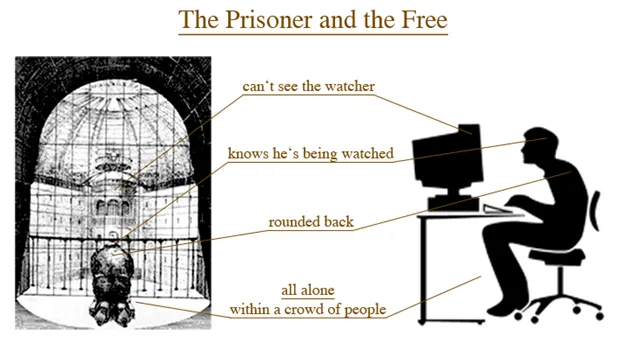 The Prisoner and the Free
can‘t see the watcher
knows he‘s being watched
rounded back
all alone
within a crowd of people